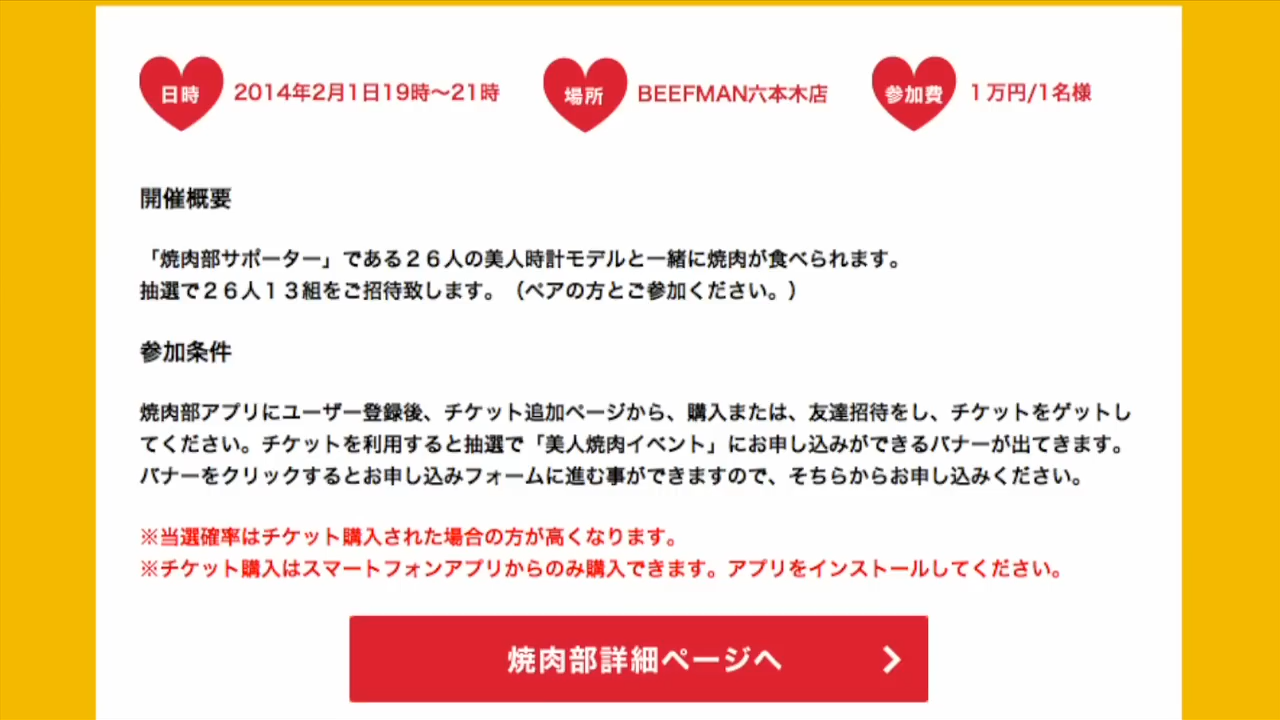 日時 2014年2月1日19時〜21時 場所 BEEFMAN六本木店 参加費 1万円/1名様
開催概要
「焼肉部サポーター」である２６人の美人時計モデルと一緒に焼肉が食べられます。
抽選で２６人１３組をご招待致します。（ペアの方とご参加ください。）
参加条件
焼肉部アプリにユーザー登録後、チケット追加ページから、購入または、友達招待をし、チケットをゲットし
てください。チケットを利用すると抽選で「美人焼肉イベント」にお申し込みができるバナーが出てきます。
バナーをクリックするとお申し込みフォームに進む事ができますので、そちらからお申し込みください。
※当選確率はチケット購入された場合の方が高くなります。
※チケット購入はスマートフォンアプリからのみ購入できます。アプリをインストールしてください。
焼肉部詳細ページへ